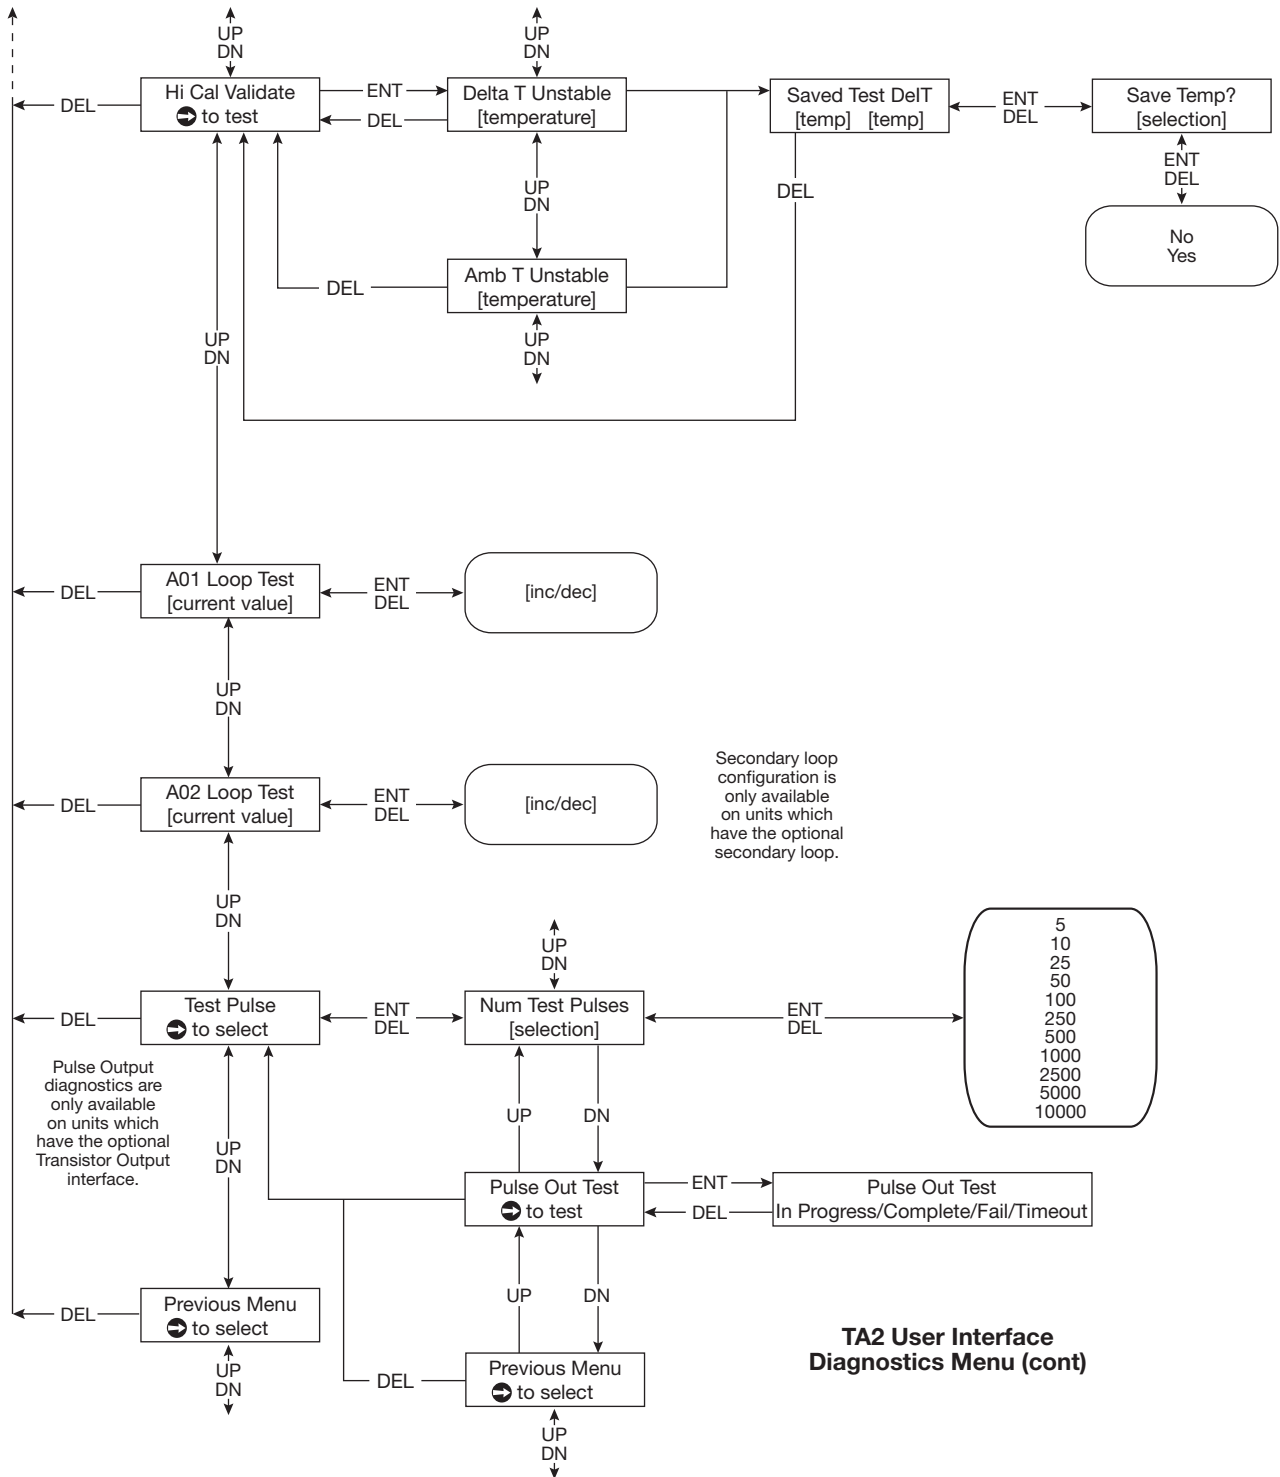 UP
DN
UP
DN
Hi Cal Validate
to test
DEL
ENT
DEL
Delta T Unstable
[temperature]
Saved Test DelT
[temp] [temp]
ENT
DEL
Save Temp?
[selection]
ENT
DEL
No
Yes
UP
DN
DEL
Amb T Unstable
[temperature]
DEL
UP
DN
UP
DN
A01 Loop Test
[current value]
DEL
ENT
DEL
[inc/dec]
UP
DN
A02 Loop Test
[current value]
DEL
ENT
DEL
[inc/dec]
Secondary loop
configuration is
only available
on units which
have the optional
secondary loop.
UP
DN
UP
DN
Test Pulse
to select
DEL
ENT
DEL
Num Test Pulses
[selection]
ENT
DEL
5
10
25
50
100
250
500
1000
2500
5000
10000
Pulse Output
diagnostics are
only available
on units which
have the optional
Transistor Output
interface.
UP
DN
UP
DN
Pulse Out Test
to test
ENT
DEL
Pulse Out Test
In Progress/Complete/Fail/Timeout
UP
DN
DEL
Previous Menu
to select
UP
DN
DEL
Previous Menu
to select
UP
DN
TA2 User Interface
Diagnostics Menu (cont)